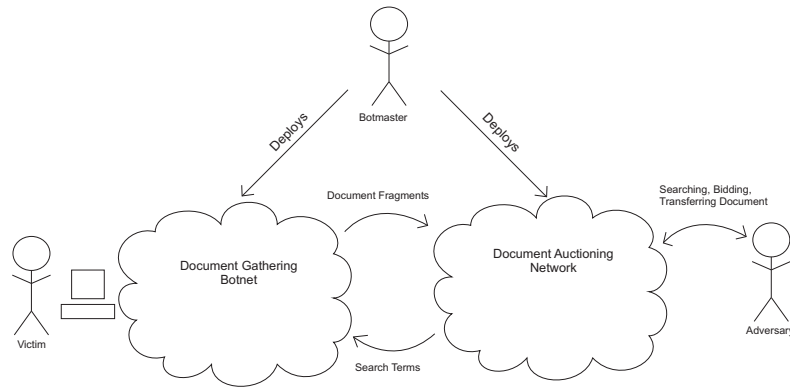 Botmaster
Deploys
Deploys
Document Fragments
Searching, Bidding,
Transferring Document
Document Gathering
Botnet
Document Auctioning
Network
Victim
Adversary
Search Terms